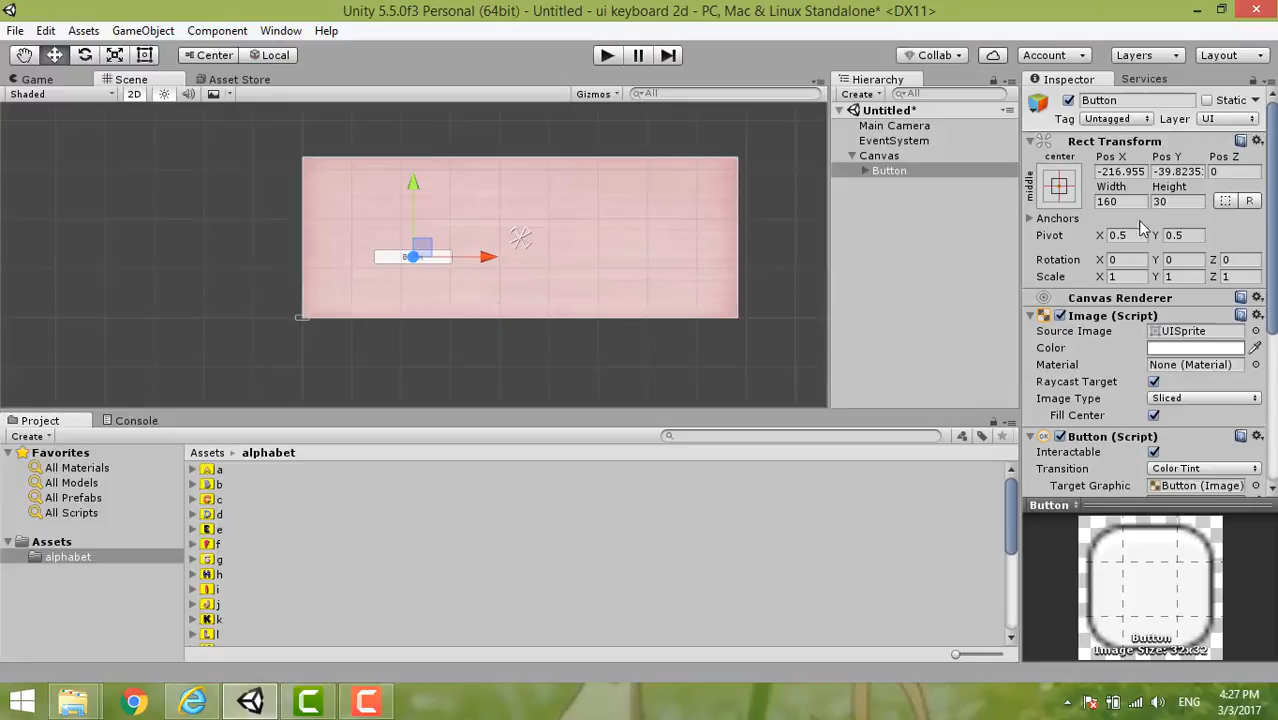 Unity 5.5.0f3 Personal (64bit) - Untitled - ui keyboard 2d - PC, Mac & Linux Standalone* <DX11>
File Edit Assets GameObject Component Window Help
Center Local Collab Account Layers Layout
Game Scene Asset Store
Shaded 2D Gizmos All
Hierarchy
Create All
Untitled*
Main Camera
EventSystem
Canvas
Button
Inspector Services
Button Static
Tag Untagged Layer UI
Rect Transform
center Pos X Pos Y Pos Z
middle -216.955 -39.8235 0
Width Height
160 30 R
Anchors
Pivot X 0.5 Y 0.5
Rotation X 0 Y 0 Z 0
Scale X 1 Y 1 Z 1
Canvas Renderer
Image (Script)
Source Image UISprite
Color
Material None (Material)
Raycast Target
Image Type Sliced
Fill Center
Button (Script)
Interactable
Transition Color Tint
Target Graphic Button (Image)
Button
Button
Image Size: 32x32
Project Console
Create
Favorites
All Materials
All Models
All Prefabs
All Scripts
Assets
alphabet
Assets alphabet
a
b
c
d
e
f
g
h
i
j
k
l
ENG
4:27 PM
3/3/2017